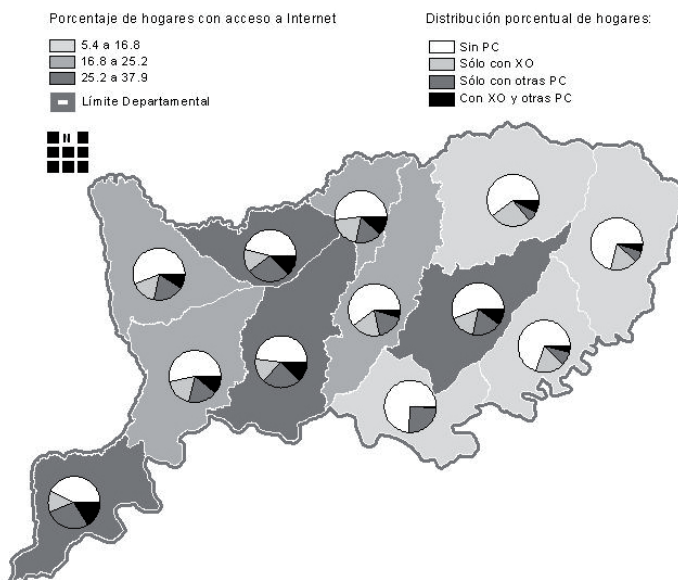 Porcentaje de hogares con acceso a Internet
5.4 a 16.8
16.8 a 25.2
25.2 a 37.9
Límite Departamental
N
Distribución porcentual de hogares:
Sin PC
Sólo con XO
Sólo con otras PC
Con XO y otras PC